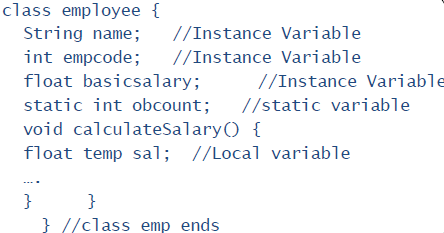 class employee {
String name;   //Instance Variable
int empcode;   //Instance Variable
float basicsalary;      //Instance Variable
static int obcount;   //static variable
void calculateSalary() {
float temp sal;  //Local variable
….
}      }
} //class emp ends